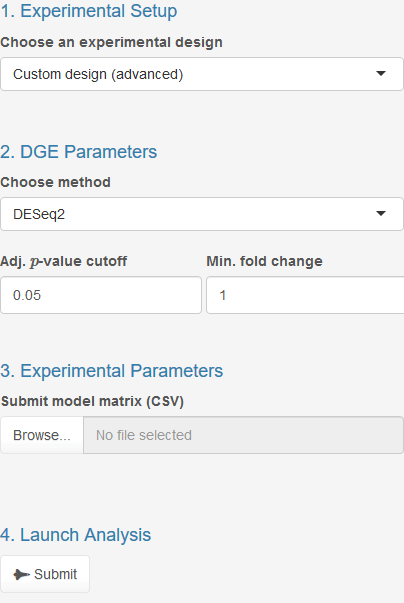 1. Experimental Setup
Choose an experimental design
Custom design (advanced)
2. DGE Parameters
Choose method
DESeq2
Adj. p-value cutoff Min. fold change
0.05 1
3. Experimental Parameters
Submit model matrix (CSV)
Browse... No file selected
4. Launch Analysis
Submit